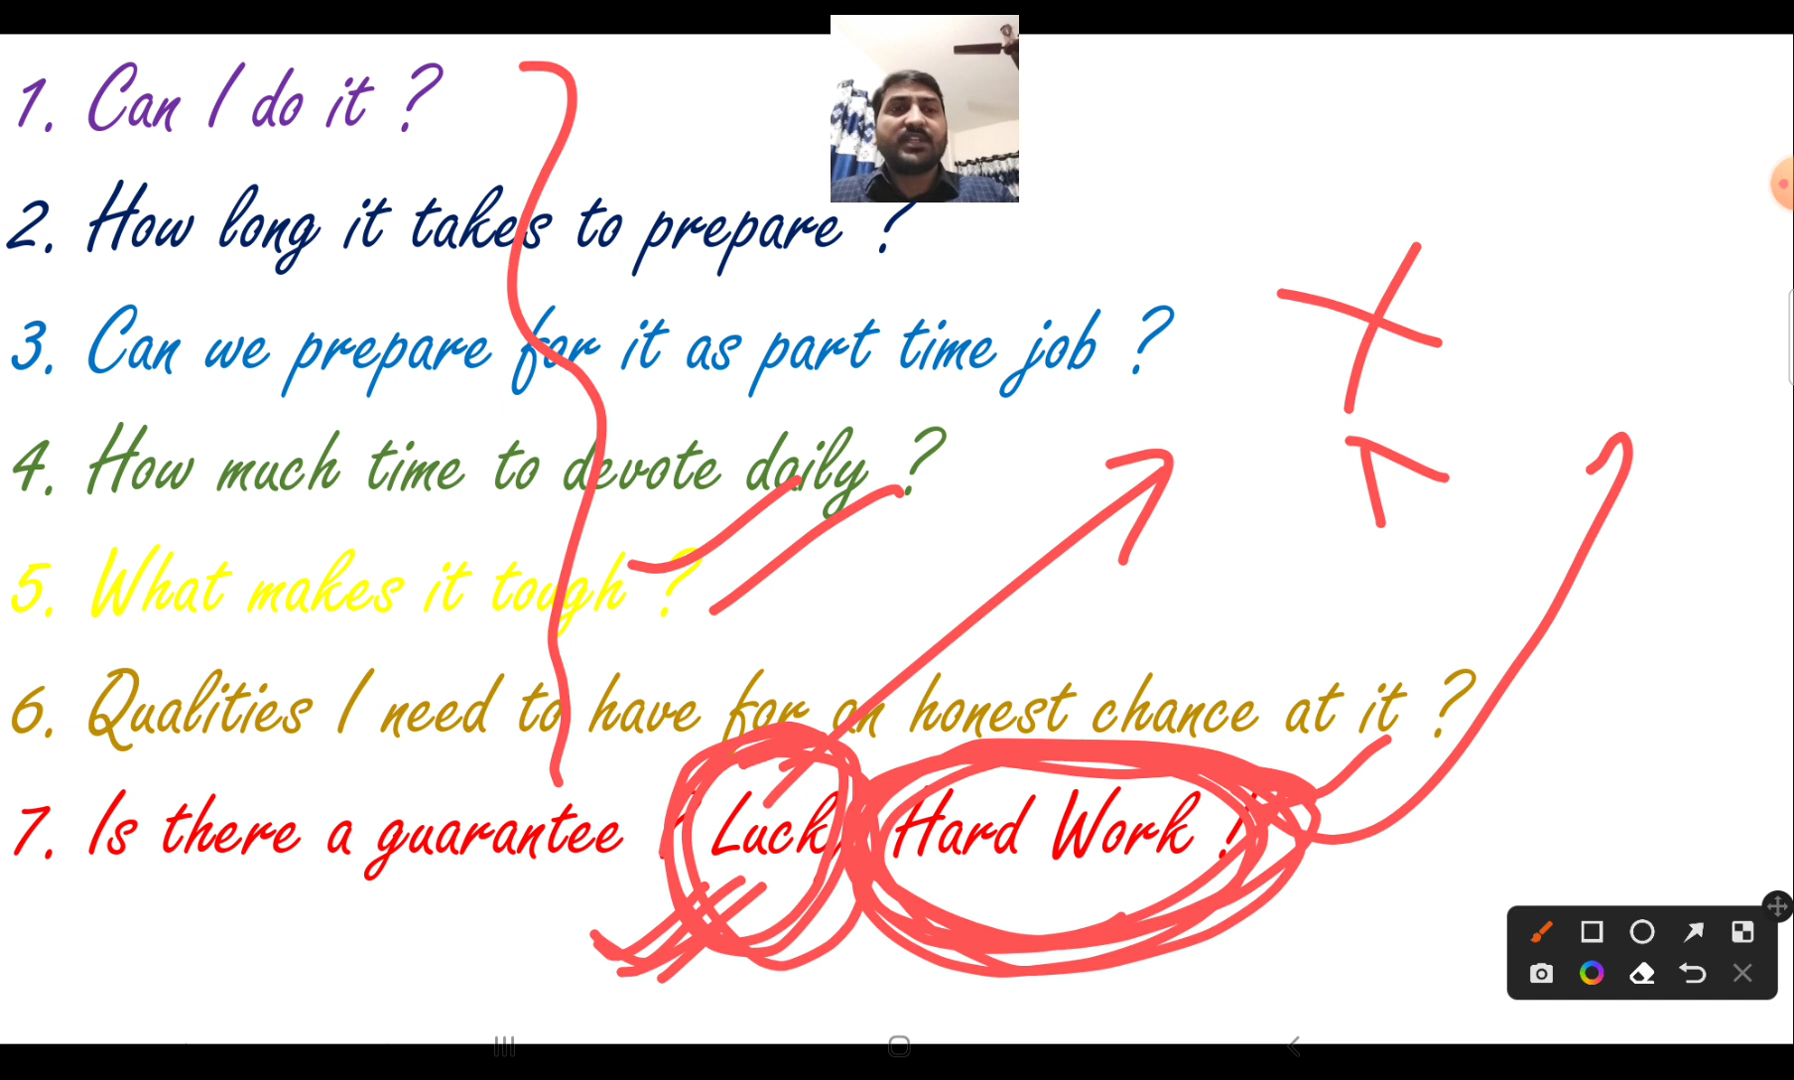 1. Can I do it ?
2. How long it takes to prepare ?
3. Can we prepare for it as part time job ?
4. How much time to devote daily ?
5. What makes it tough ?
6. Qualities I need to have for an honest chance at it ?
7. Is there a guarantee ? Luck/ Hard Work !